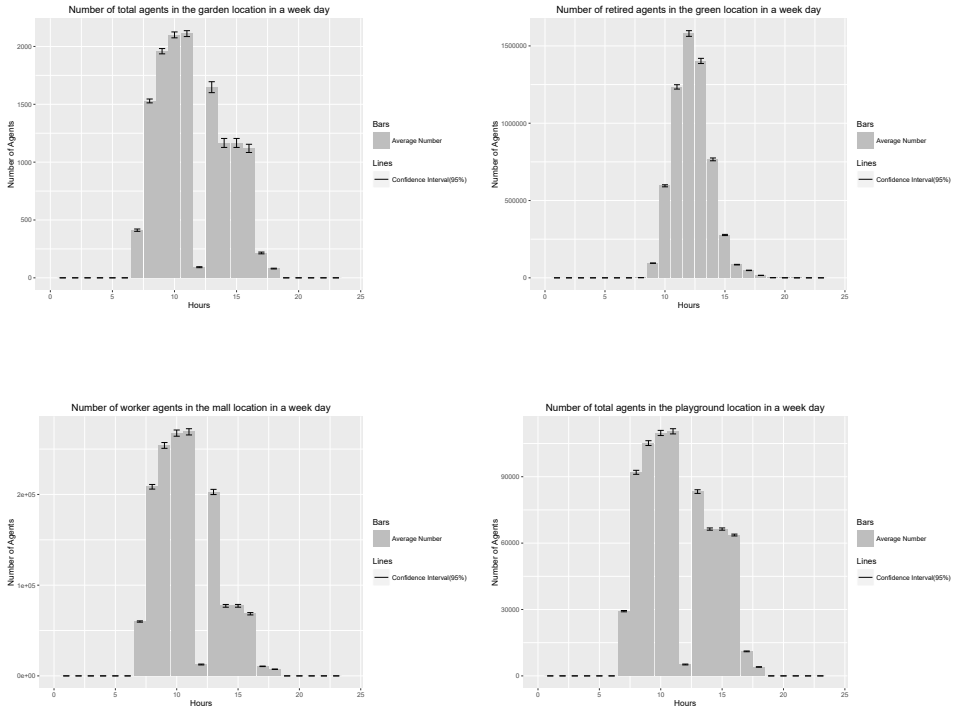 Number of total agents in the garden location in a week day
2000
1500
1000
500
0
Number of Agents
0 5 10 15 20 25
Hours
Bars
Average Number
Lines
Confidence Interval(95%)
Number of retired agents in the green location in a week day
1500000
1000000
500000
0
Number of Agents
0 5 10 15 20 25
Hours
Bars
Average Number
Lines
Confidence Interval(95%)
Number of worker agents in the mall location in a week day
2e+05
1e+05
0e+00
Number of Agents
0 5 10 15 20 25
Hours
Bars
Average Number
Lines
Confidence Interval(95%)
Number of total agents in the playground location in a week day
90000
60000
30000
0
Number of Agents
0 5 10 15 20 25
Hours
Bars
Average Number
Lines
Confidence Interval(95%)